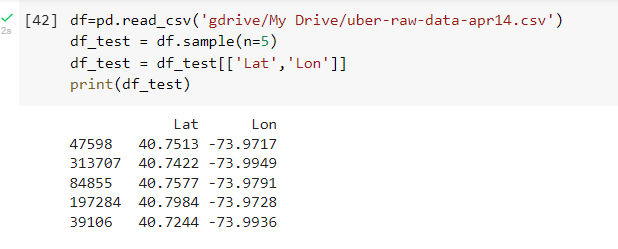 [42] df=pd.read_csv('gdrive/My Drive/uber-raw-data-apr14.csv')
2s
df_test = df.sample(n=5)
df_test = df_test[['Lat','Lon']]
print(df_test)
Lat Lon
47598 40.7513 -73.9717
313707 40.7422 -73.9949
84855 40.7577 -73.9791
197284 40.7984 -73.9728
39106 40.7244 -73.9936